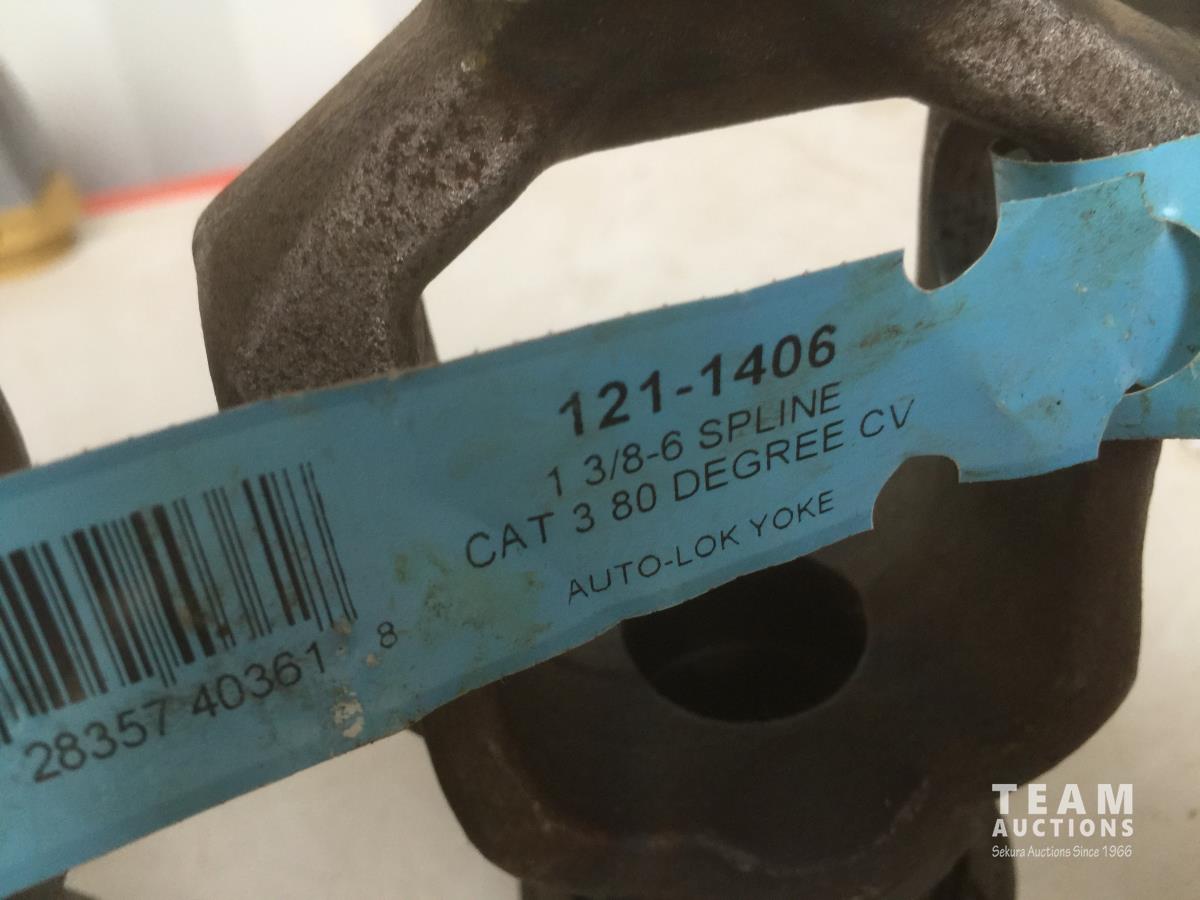 121-1406
1 3/8-6 SPLINE
CAT 3 80 DEGREE CV
AUTO-LOK YOKE
28357 40361 8
TEAM
AUCTIONS
Sekura Auctions Since 1966